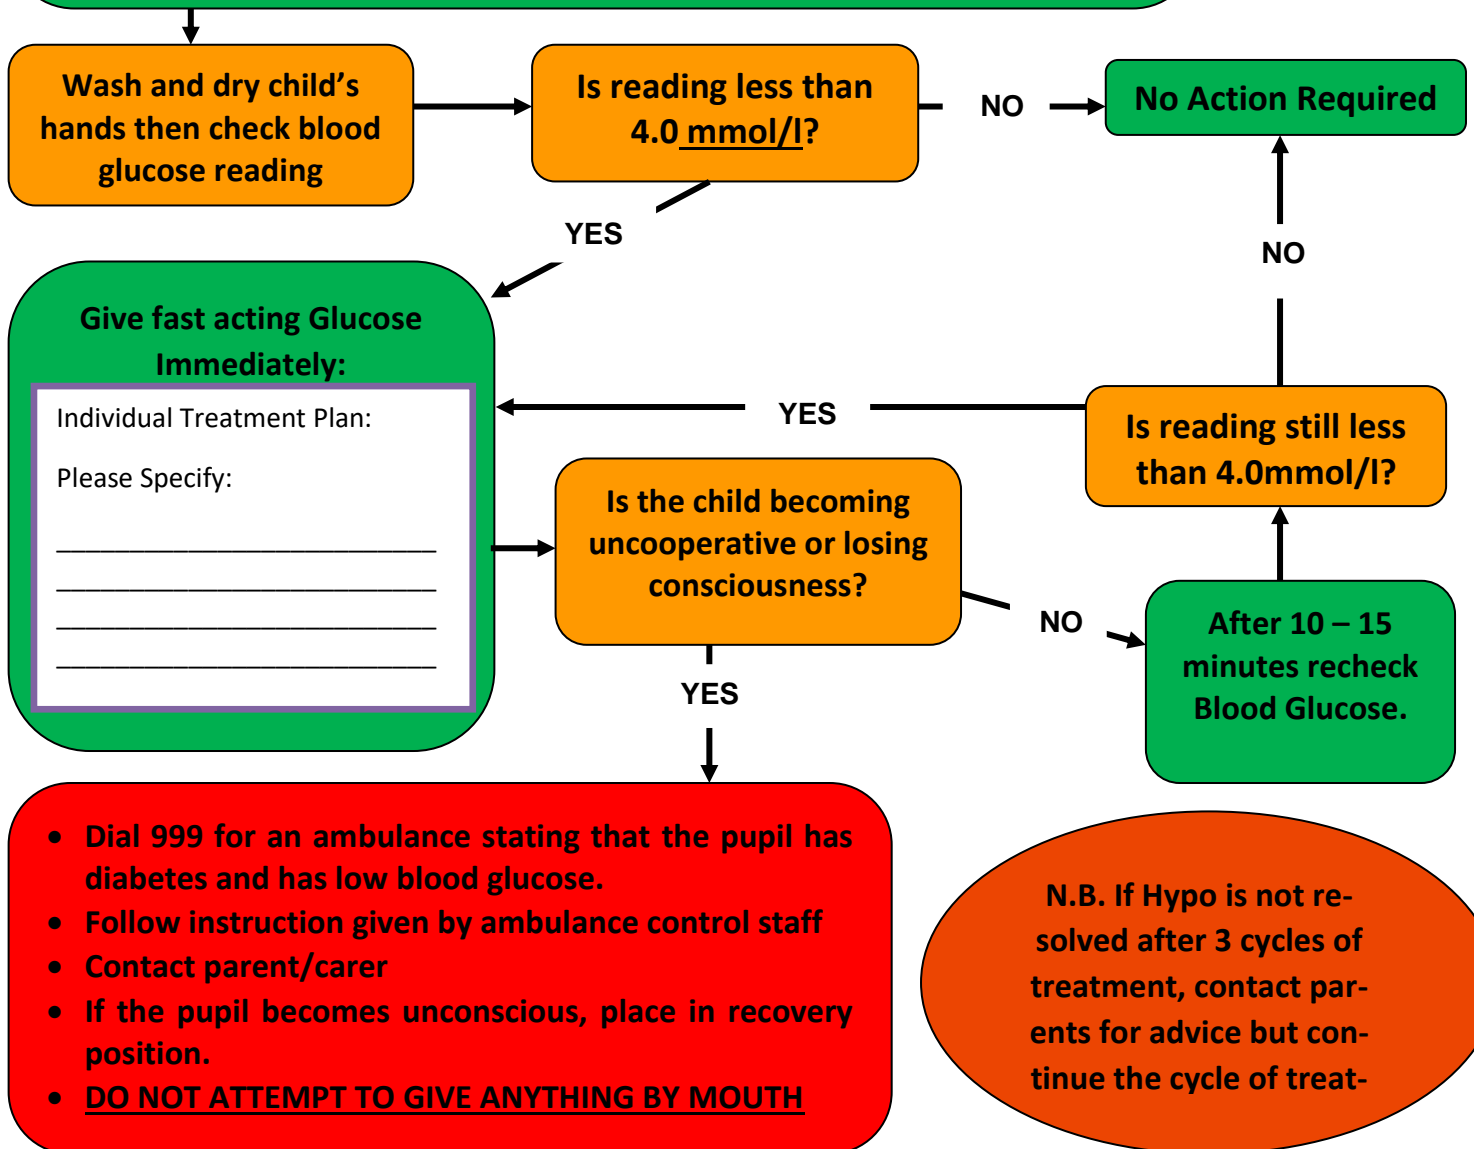 Wash and dry child’s
hands then check blood
glucose reading
Is reading less than
4.0 mmol/l?
NO
No Action Required
YES
NO
Give fast acting Glucose
Immediately:
Individual Treatment Plan:
Please Specify:
__________________________
__________________________
__________________________
__________________________
YES
Is reading still less
than 4.0mmol/l?
Is the child becoming
uncooperative or losing
consciousness?
NO
After 10 – 15
minutes recheck
Blood Glucose.
YES
• Dial 999 for an ambulance stating that the pupil has
diabetes and has low blood glucose.
• Follow instruction given by ambulance control staff
• Contact parent/carer
• If the pupil becomes unconscious, place in recovery
position.
• DO NOT ATTEMPT TO GIVE ANYTHING BY MOUTH
N.B. If Hypo is not re-
solved after 3 cycles of
treatment, contact par-
ents for advice but con-
tinue the cycle of treat-